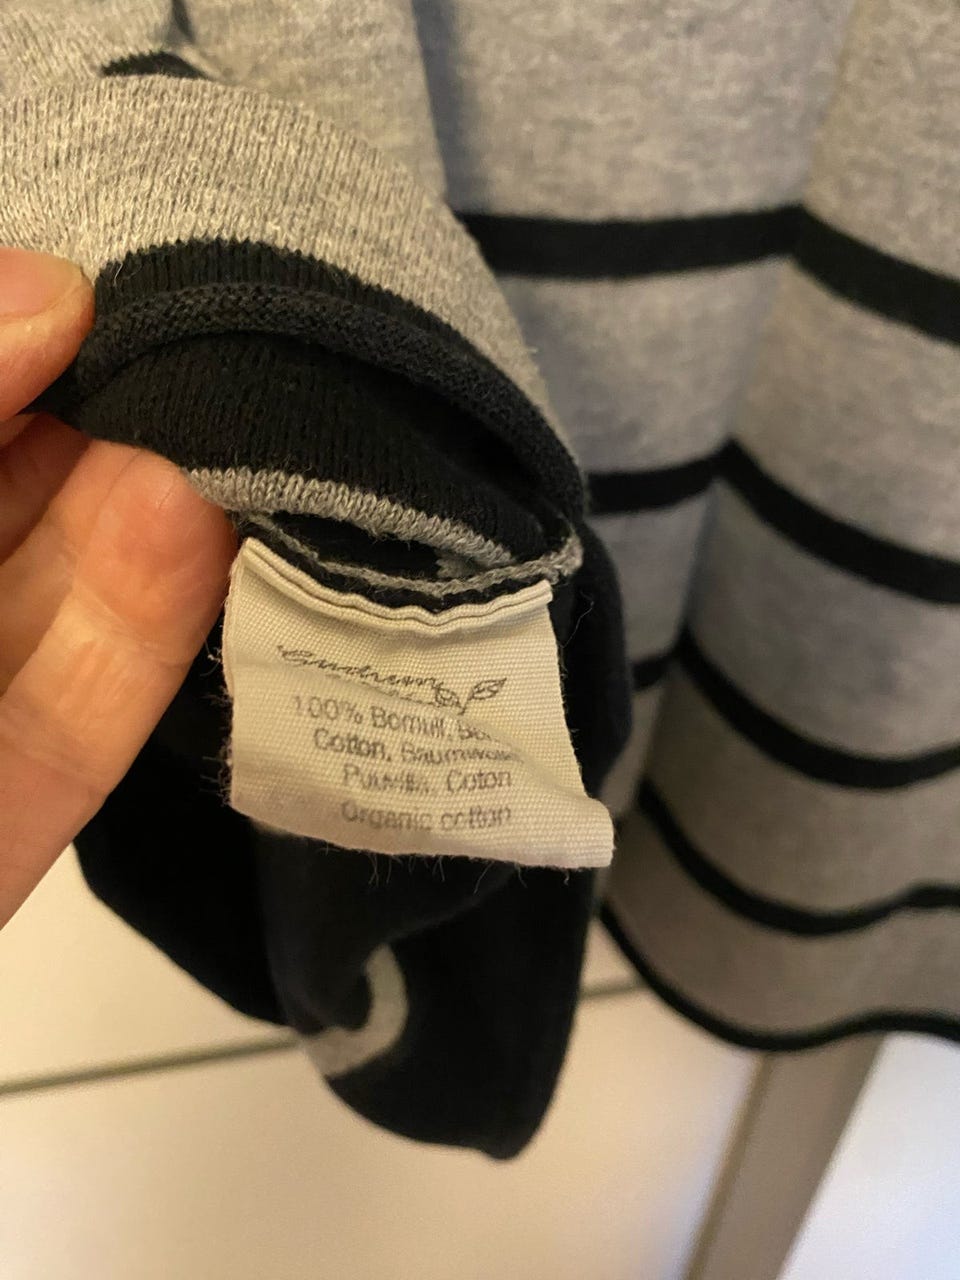 100% Bomull,
Cotton, Baumwolle
Puuvilla, Coton
Organic cotton